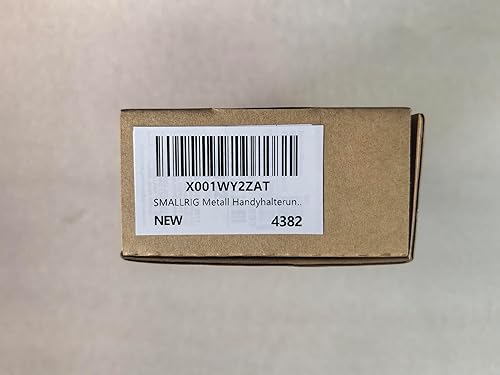 X001WY2ZAT
SMALLRIG Metall Handyhalterun..
NEW 4382